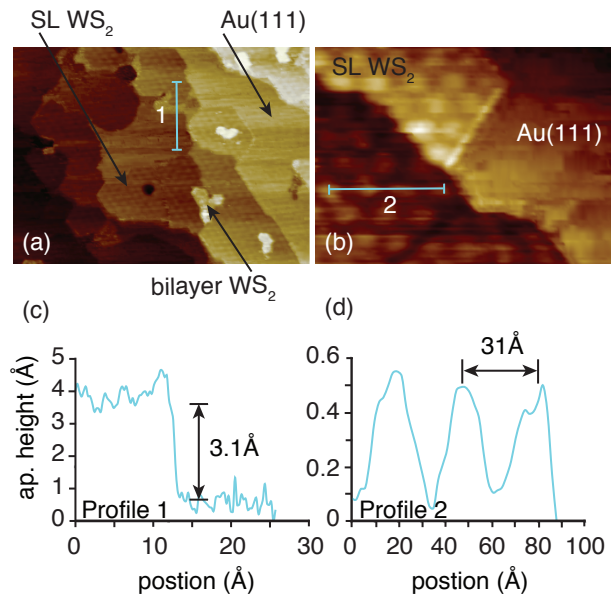 SL WS₂
Au(111)
1
(a)
bilayer WS₂
SL WS₂
Au(111)
2
(b)
(c)
(d)
ap. height (Å)
5
4
3
2
1
0
3.1Å
Profile 1
0
10
20
30
postion (Å)
0.6
0.4
0.2
0
31Å
Profile 2
0
20
40
60
80
100
postion (Å)